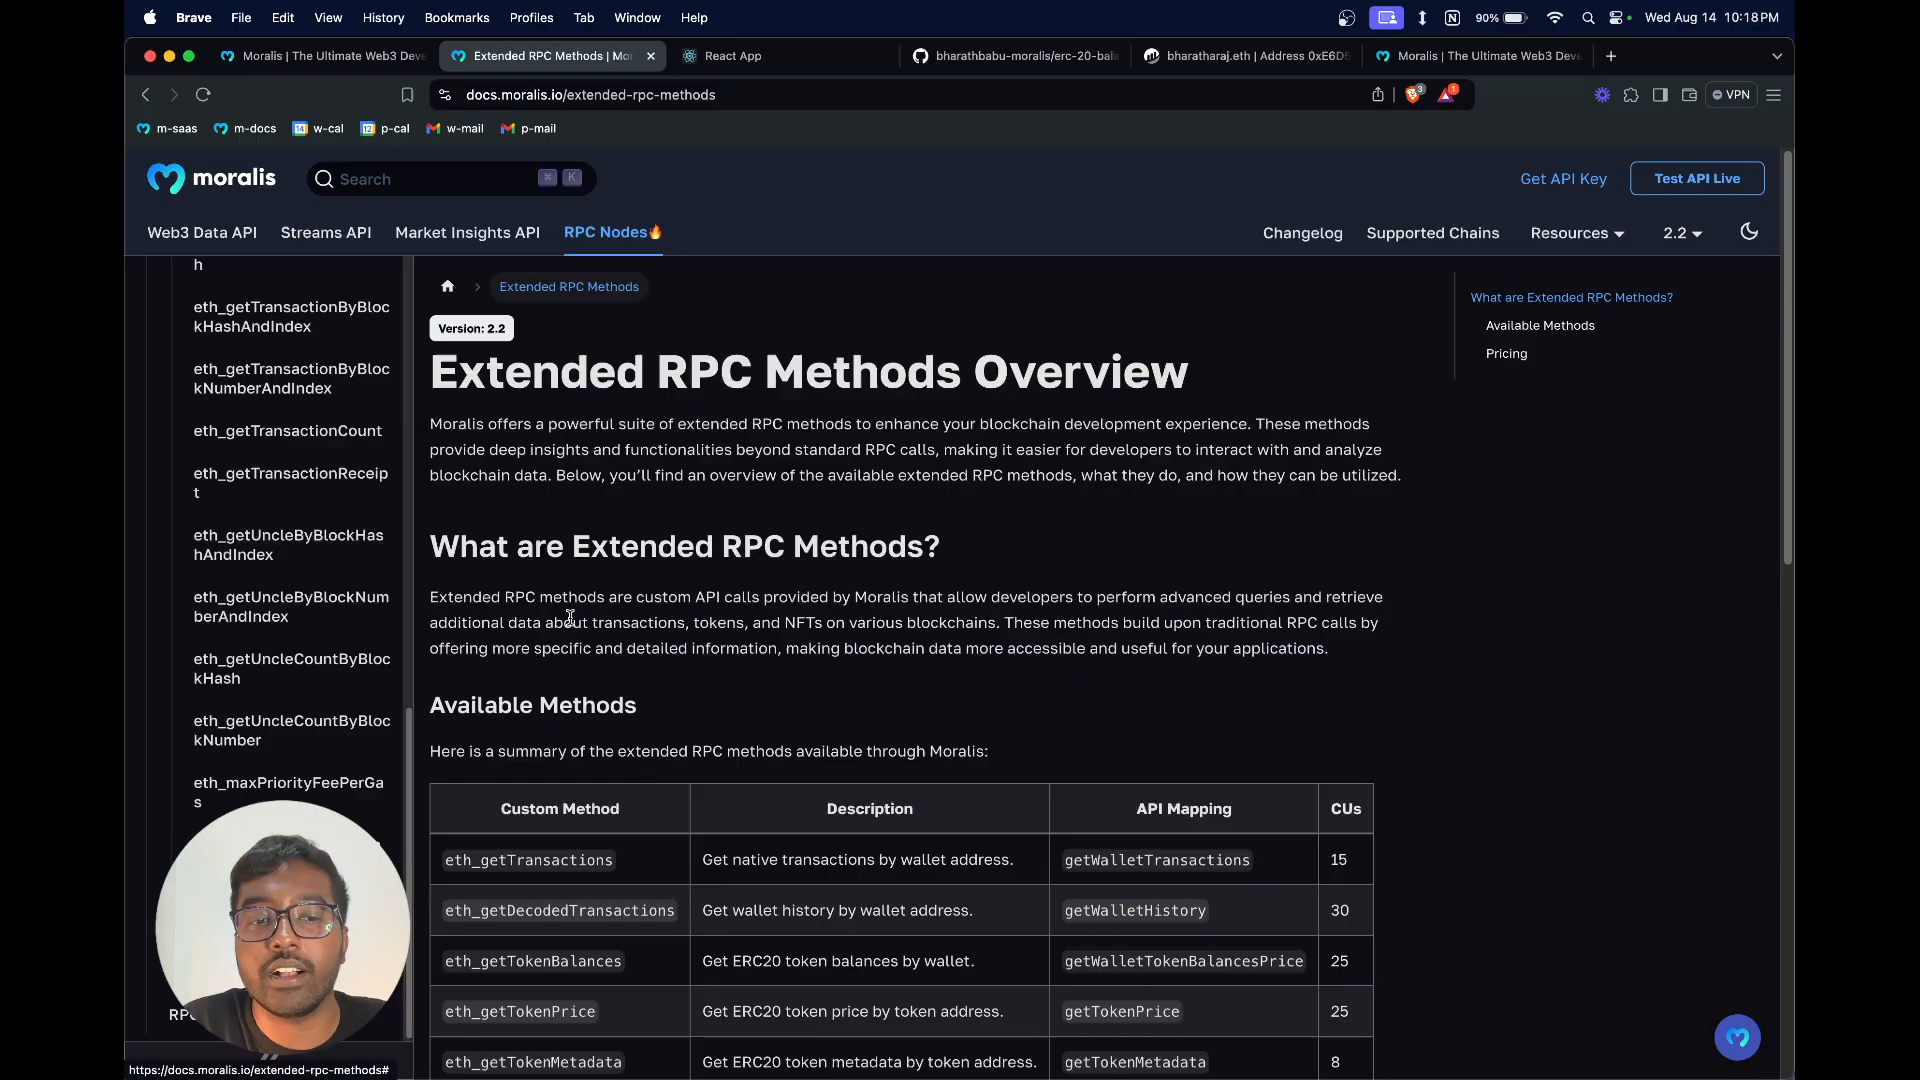 Brave File Edit View History Bookmarks Profiles Tab Window Help
90% Wed Aug 14 10:18 PM
Moralis | The Ultimate Web3 Deve
Extended RPC Methods | Mor
React App
bharathbabu-moralis/erc-20-bala
bharatharaj.eth | Address 0xE6D5
Moralis | The Ultimate Web3 Deve
docs.moralis.io/extended-rpc-methods
3
1
VPN
m-saas m-docs 14 w-cal 12 p-cal w-mail p-mail
moralis
Search
K
Get API Key
Test API Live
Web3 Data API Streams API Market Insights API RPC Nodes🔥
Changelog Supported Chains Resources 2.2
h
eth_getTransactionByBloc
kHashAndIndex
eth_getTransactionByBloc
kNumberAndIndex
eth_getTransactionCount
eth_getTransactionReceip
t
eth_getUncleByBlockHas
hAndIndex
eth_getUncleByBlockNum
berAndIndex
eth_getUncleCountByBloc
kHash
eth_getUncleCountByBloc
kNumber
eth_maxPriorityFeePerGa
s
Extended RPC Methods
Version: 2.2
Extended RPC Methods Overview
Moralis offers a powerful suite of extended RPC methods to enhance your blockchain development experience. These methods
provide deep insights and functionalities beyond standard RPC calls, making it easier for developers to interact with and analyze
blockchain data. Below, you'll find an overview of the available extended RPC methods, what they do, and how they can be utilized.
What are Extended RPC Methods?
Extended RPC methods are custom API calls provided by Moralis that allow developers to perform advanced queries and retrieve
additional data about transactions, tokens, and NFTs on various blockchains. These methods build upon traditional RPC calls by
offering more specific and detailed information, making blockchain data more accessible and useful for your applications.
Available Methods
Here is a summary of the extended RPC methods available through Moralis:
Custom Method Description API Mapping CUs
eth_getTransactions Get native transactions by wallet address. getWalletTransactions 15
eth_getDecodedTransactions Get wallet history by wallet address. getWalletHistory 30
eth_getTokenBalances Get ERC20 token balances by wallet. getWalletTokenBalancesPrice 25
eth_getTokenPrice Get ERC20 token price by token address. getTokenPrice 25
eth_getTokenMetadata Get ERC20 token metadata by token address. getTokenMetadata 8
What are Extended RPC Methods?
Available Methods
Pricing
https://docs.moralis.io/extended-rpc-methods#